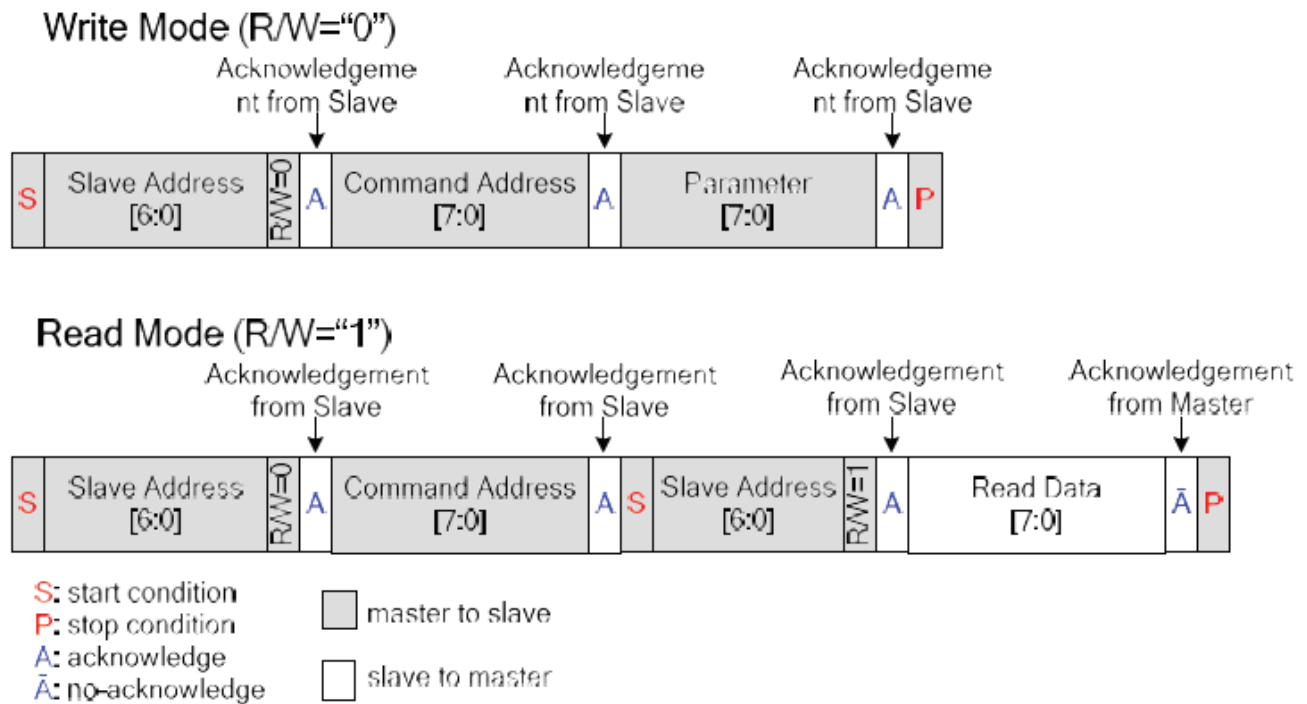 Write Mode (R/W=“0”)
Acknowledgeme Acknowledgeme Acknowledgeme
nt from Slave nt from Slave nt from Slave
S Slave Address [6:0] R/W=0 A Command Address [7:0] A Parameter [7:0] A P
Read Mode (R/W=“1”)
Acknowledgement Acknowledgement Acknowledgement Acknowledgement
from Slave from Slave from Slave from Master
S Slave Address [6:0] R/W=0 A Command Address [7:0] A S Slave Address [6:0] R/W=1 A Read Data [7:0] Ā P
S: start condition
P: stop condition
A: acknowledge
Ā: no-acknowledge
master to slave
slave to master